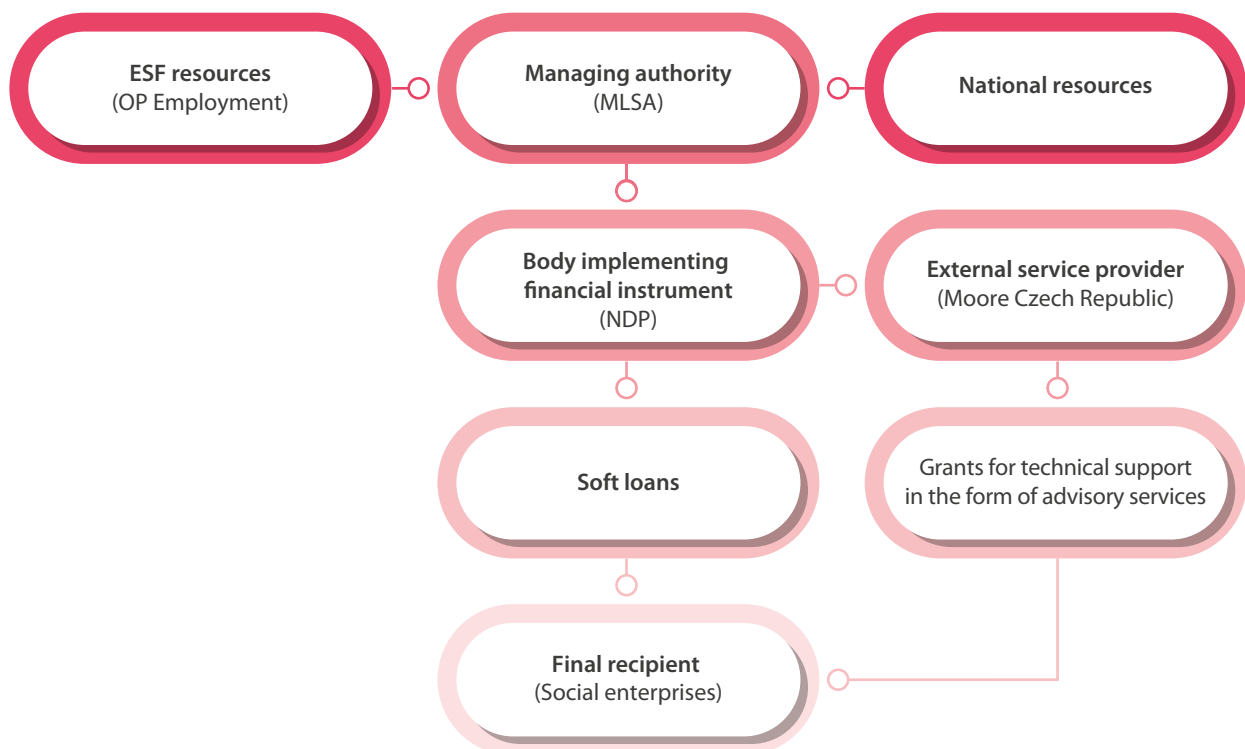 ESF resources
(OP Employment)
Managing authority
(MLSA)
National resources
Body implementing
financial instrument
(NDP)
External service provider
(Moore Czech Republic)
Soft loans
Grants for technical support
in the form of advisory services
Final recipient
(Social enterprises)